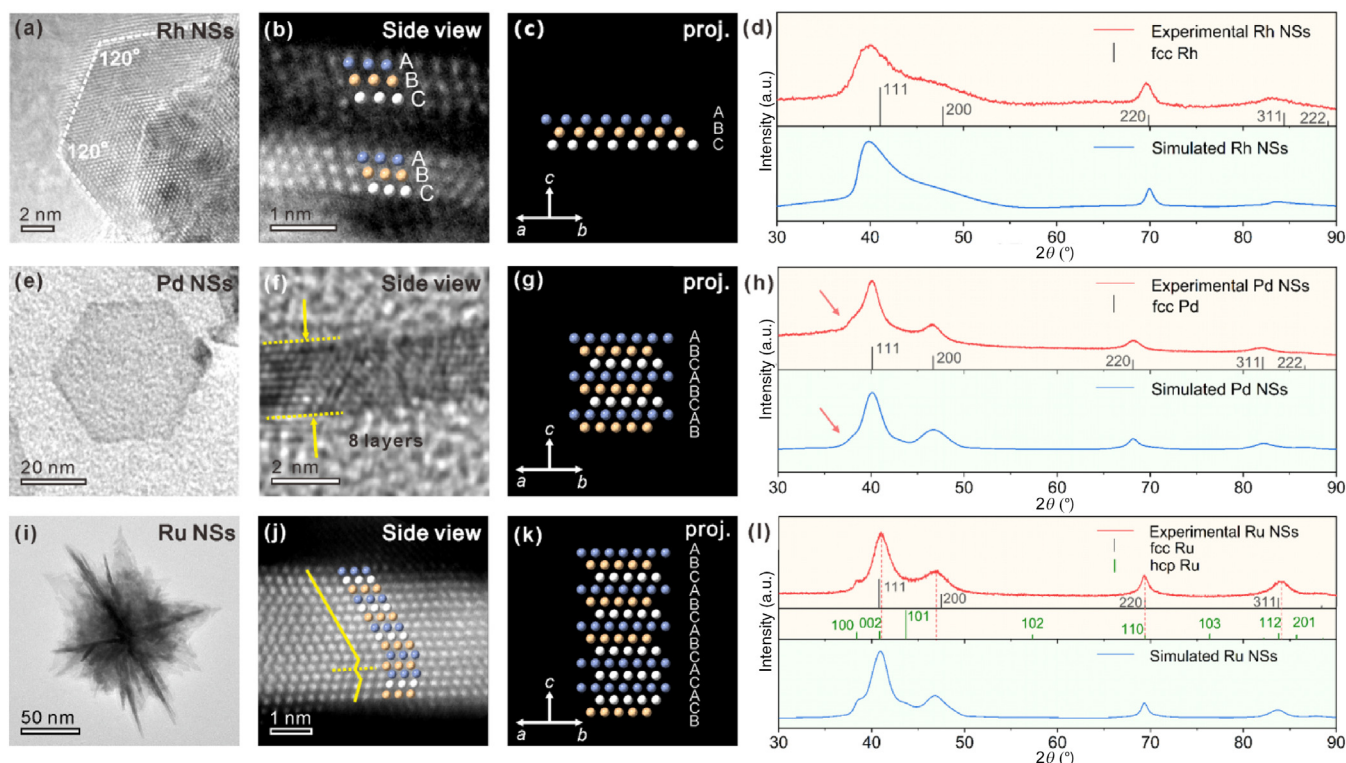 (a) Rh NSs
120°
120°
2 nm
(b) Side view
A
B
C
A
B
C
1 nm
(c) proj.
A
B
C
c
a b
(d)
Experimental Rh NSs
fcc Rh
111
200
220
311
222
Simulated Rh NSs
Intensity (a.u.)
30 40 50 60 70 80 90
2θ (°)
(e) Pd NSs
20 nm
(f) Side view
8 layers
2 nm
(g) proj.
A
B
C
A
B
C
A
B
c
a b
(h)
Experimental Pd NSs
fcc Pd
111
200
220
311
222
Simulated Pd NSs
Intensity (a.u.)
30 40 50 60 70 80 90
2θ (°)
(i) Ru NSs
50 nm
(j) Side view
1 nm
(k) proj.
A
B
C
A
B
C
A
B
C
A
C
A
C
B
c
a b
(l)
Experimental Ru NSs
fcc Ru
hcp Ru
111
200
220
311
100 002 101
102
110
103
112 201
Simulated Ru NSs
Intensity (a.u.)
30 40 50 60 70 80 90
2θ (°)